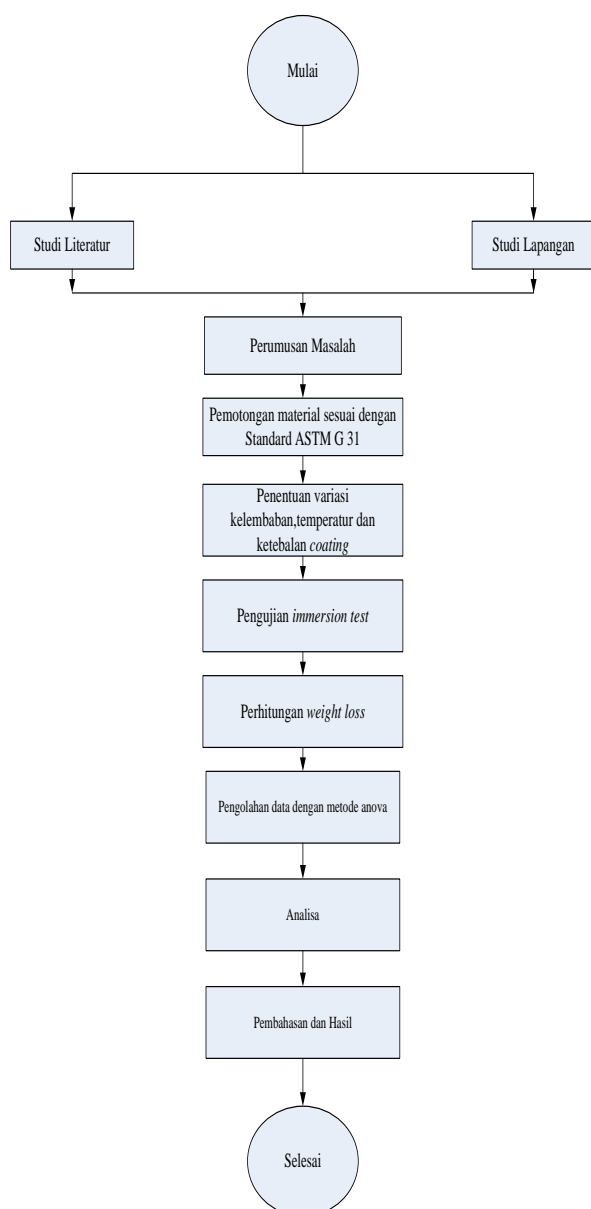 Mulai
Studi Literatur
Studi Lapangan
Perumusan Masalah
Pemotongan material sesuai dengan
Standard ASTM G 31
Penentuan variasi
kelembaban,temperatur dan
ketebalan coating
Pengujian immersion test
Perhitungan weight loss
Pengolahan data dengan metode anova
Analisa
Pembahasan dan Hasil
Selesai